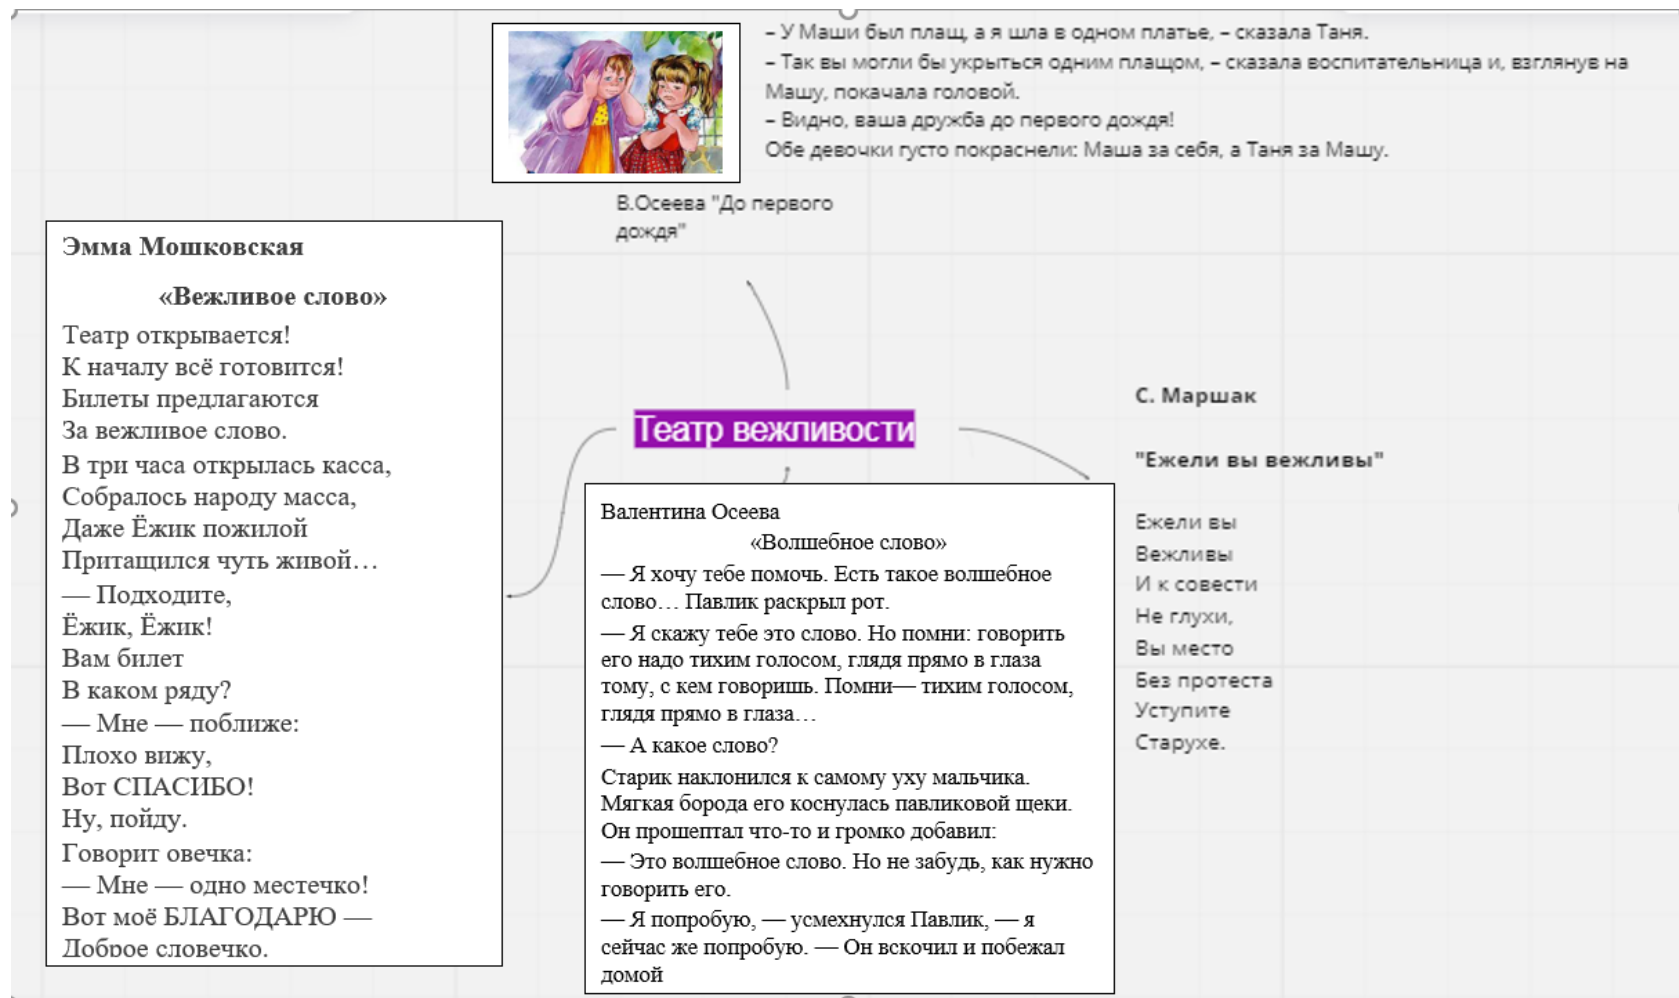 – У Маши был плащ, а я шла в одном платье, – сказала Таня.
– Так вы могли бы укрыться одним плащом, – сказала воспитательница и, взглянув на
Машу, покачала головой.
– Видно, ваша дружба до первого дождя!
Обе девочки густо покраснели: Маша за себя, а Таня за Машу.
В.Осеева "До первого
дождя"
Эмма Мошковская
«Вежливое слово»
Театр открывается!
К началу всё готовится!
Билеты предлагаются
За вежливое слово.
В три часа открылась касса,
Собралось народу масса,
Даже Ёжик пожилой
Притащился чуть живой…
— Подходите,
Ёжик, Ёжик!
Вам билет
В каком ряду?
— Мне — поближе:
Плохо вижу,
Вот СПАСИБО!
Ну, пойду.
Говорит овечка:
— Мне — одно местечко!
Вот моё БЛАГОДАРЮ —
Доброе словечко.
Театр вежливости
Валентина Осеева
«Волшебное слово»
— Я хочу тебе помочь. Есть такое волшебное
слово… Павлик раскрыл рот.
— Я скажу тебе это слово. Но помни: говорить
его надо тихим голосом, глядя прямо в глаза
тому, с кем говоришь. Помни— тихим голосом,
глядя прямо в глаза…
— А какое слово?
Старик наклонился к самому уху мальчика.
Мягкая борода его коснулась павликовой щеки.
Он прошептал что-то и громко добавил:
— Это волшебное слово. Но не забудь, как нужно
говорить его.
— Я попробую, — усмехнулся Павлик, — я
сейчас же попробую. — Он вскочил и побежал
домой
С. Маршак
"Ежели вы вежливы"
Ежели вы
Вежливы
И к совести
Не глухи,
Вы место
Без протеста
Уступите
Старухе.